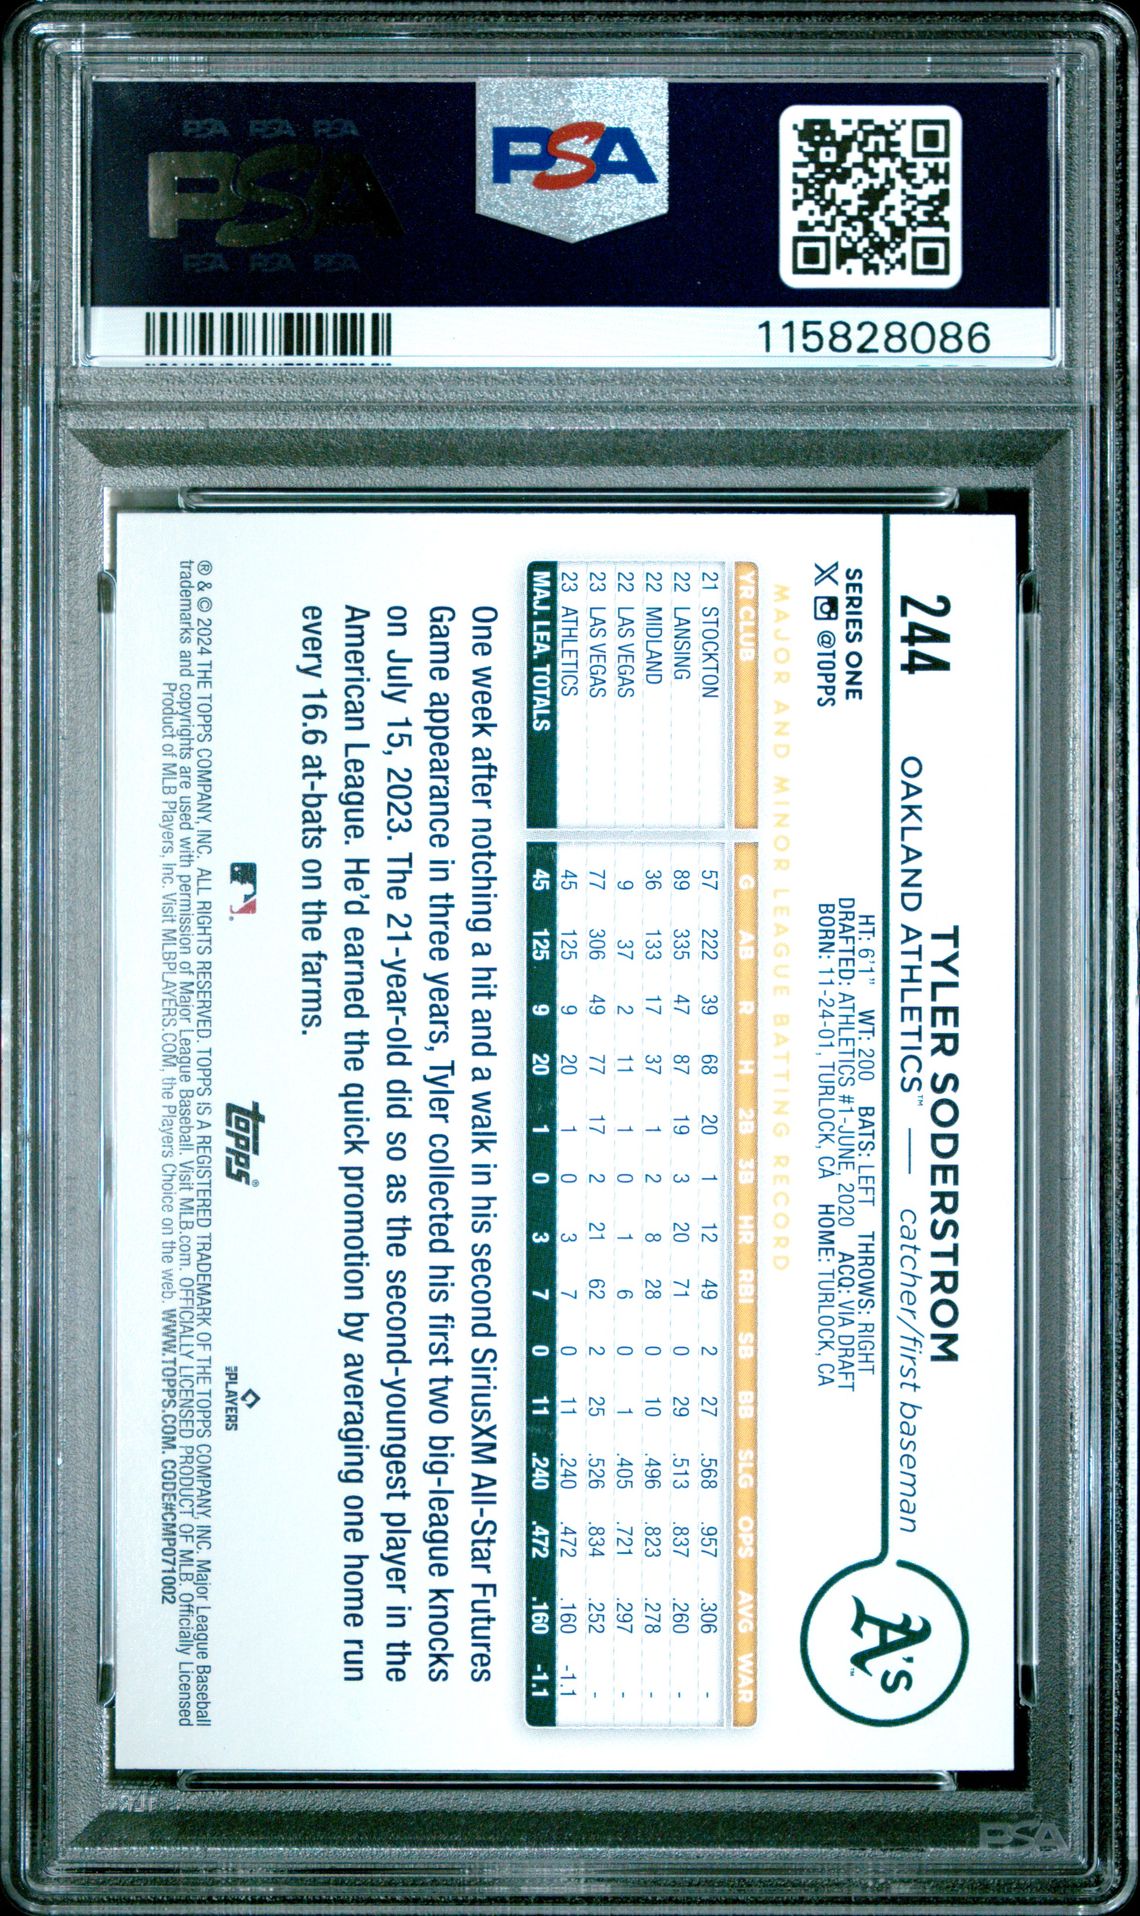 PSA PSA PSA
PSA
PSA PSA PSA
PSA
115828086
244
TYLER SODERSTROM
OAKLAND ATHLETICS™ — catcher/first baseman
A's™
SERIES ONE
@TOPPS
HT: 6'1" WT: 200 BATS: LEFT THROWS: RIGHT
DRAFTED: ATHLETICS #1-JUNE, 2020 ACQ: VIA DRAFT
BORN: 11-24-01, TURLOCK, CA HOME: TURLOCK, CA
MAJOR AND MINOR LEAGUE BATTING RECORD
YR CLUB G AB R H 2B 3B HR RBI SB BB SLG OPS AVG WAR
21 STOCKTON 57 222 39 68 20 1 12 49 2 27 .568 .957 .306 -
22 LANSING 89 335 47 87 19 3 20 71 0 29 .513 .837 .260 -
22 MIDLAND 36 133 17 37 1 2 8 28 0 10 .496 .823 .278 -
22 LAS VEGAS 9 37 2 11 1 0 1 6 0 1 .405 .721 .297 -
23 LAS VEGAS 77 306 49 77 17 2 21 62 2 25 .526 .834 .252 -
23 ATHLETICS 45 125 9 20 1 0 3 7 0 11 .240 .472 .160 -1.1
MAJ. LEA. TOTALS 45 125 9 20 1 0 3 7 0 11 .240 .472 .160 -1.1
One week after notching a hit and a walk in his second SiriusXM All-Star Futures
Game appearance in three years, Tyler collected his first two big-league knocks
on July 15, 2023. The 21-year-old did so as the second-youngest player in the
American League. He'd earned the quick promotion by averaging one home run
every 16.6 at-bats on the farms.
topps®
PLAYERS
® & © 2024 THE TOPPS COMPANY, INC. ALL RIGHTS RESERVED. TOPPS IS A REGISTERED TRADEMARK OF THE TOPPS COMPANY, INC. Major League Baseball
trademarks and copyrights are used with permission of Major League Baseball. Visit MLB.com. OFFICIALLY LICENSED PRODUCT OF MLB. Officially Licensed
Product of MLB Players, Inc. Visit MLBPLAYERS.COM, the Players Choice on the web. WWW.TOPPS.COM. CODE#CMP071002
PSA